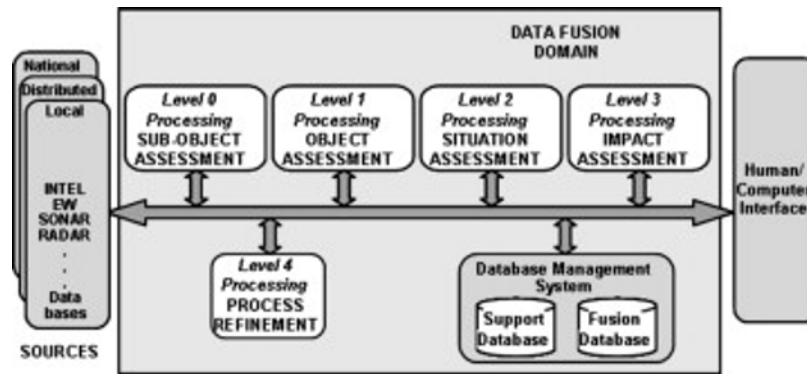 DATA FUSION
DOMAIN
National
Distributed
Local
INTEL
EW
SONAR
RADAR
.
.
.
Data
bases
SOURCES
Level 0
Processing
SUB-OBJECT
ASSESSMENT
Level 1
Processing
OBJECT
ASSESSMENT
Level 2
Processing
SITUATION
ASSESSMENT
Level 3
Processing
IMPACT
ASSESSMENT
Human/
Computer
Interface
Level 4
Processing
PROCESS
REFINEMENT
Database Management
System
Support
Database
Fusion
Database